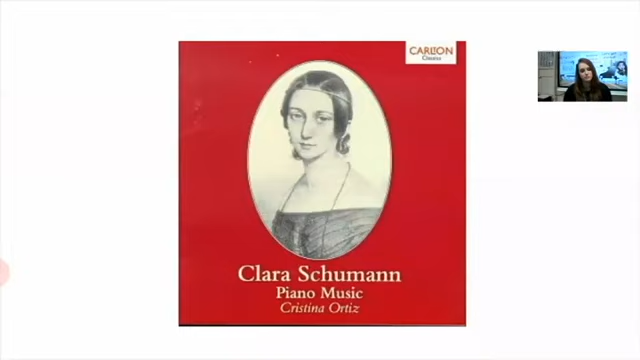 CARLTON
Classics
Clara Schumann
Piano Music
Cristina Ortiz